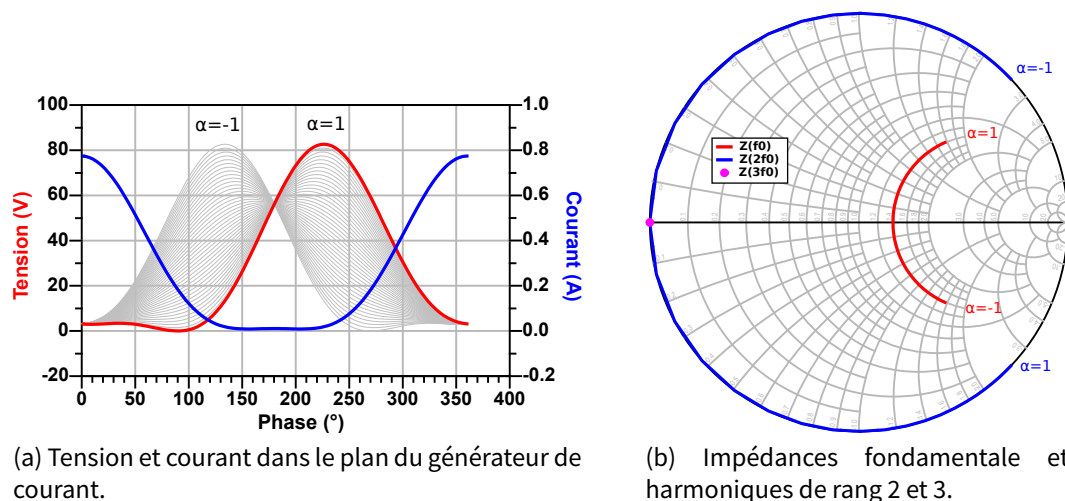 α=-1
α=1
100
80
60
40
20
0
-20
1.0
0.8
0.6
0.4
0.2
0.0
-0.2
0
50
100
150
200
250
300
350
400
Tension (V)
Courant (A)
Phase (°)
(a) Tension et courant dans le plan du générateur de
courant.
α=-1
α=1
Z(f0)
Z(2f0)
Z(3f0)
α=-1
α=1
(b) Impédances fondamentale et
harmoniques de rang 2 et 3.